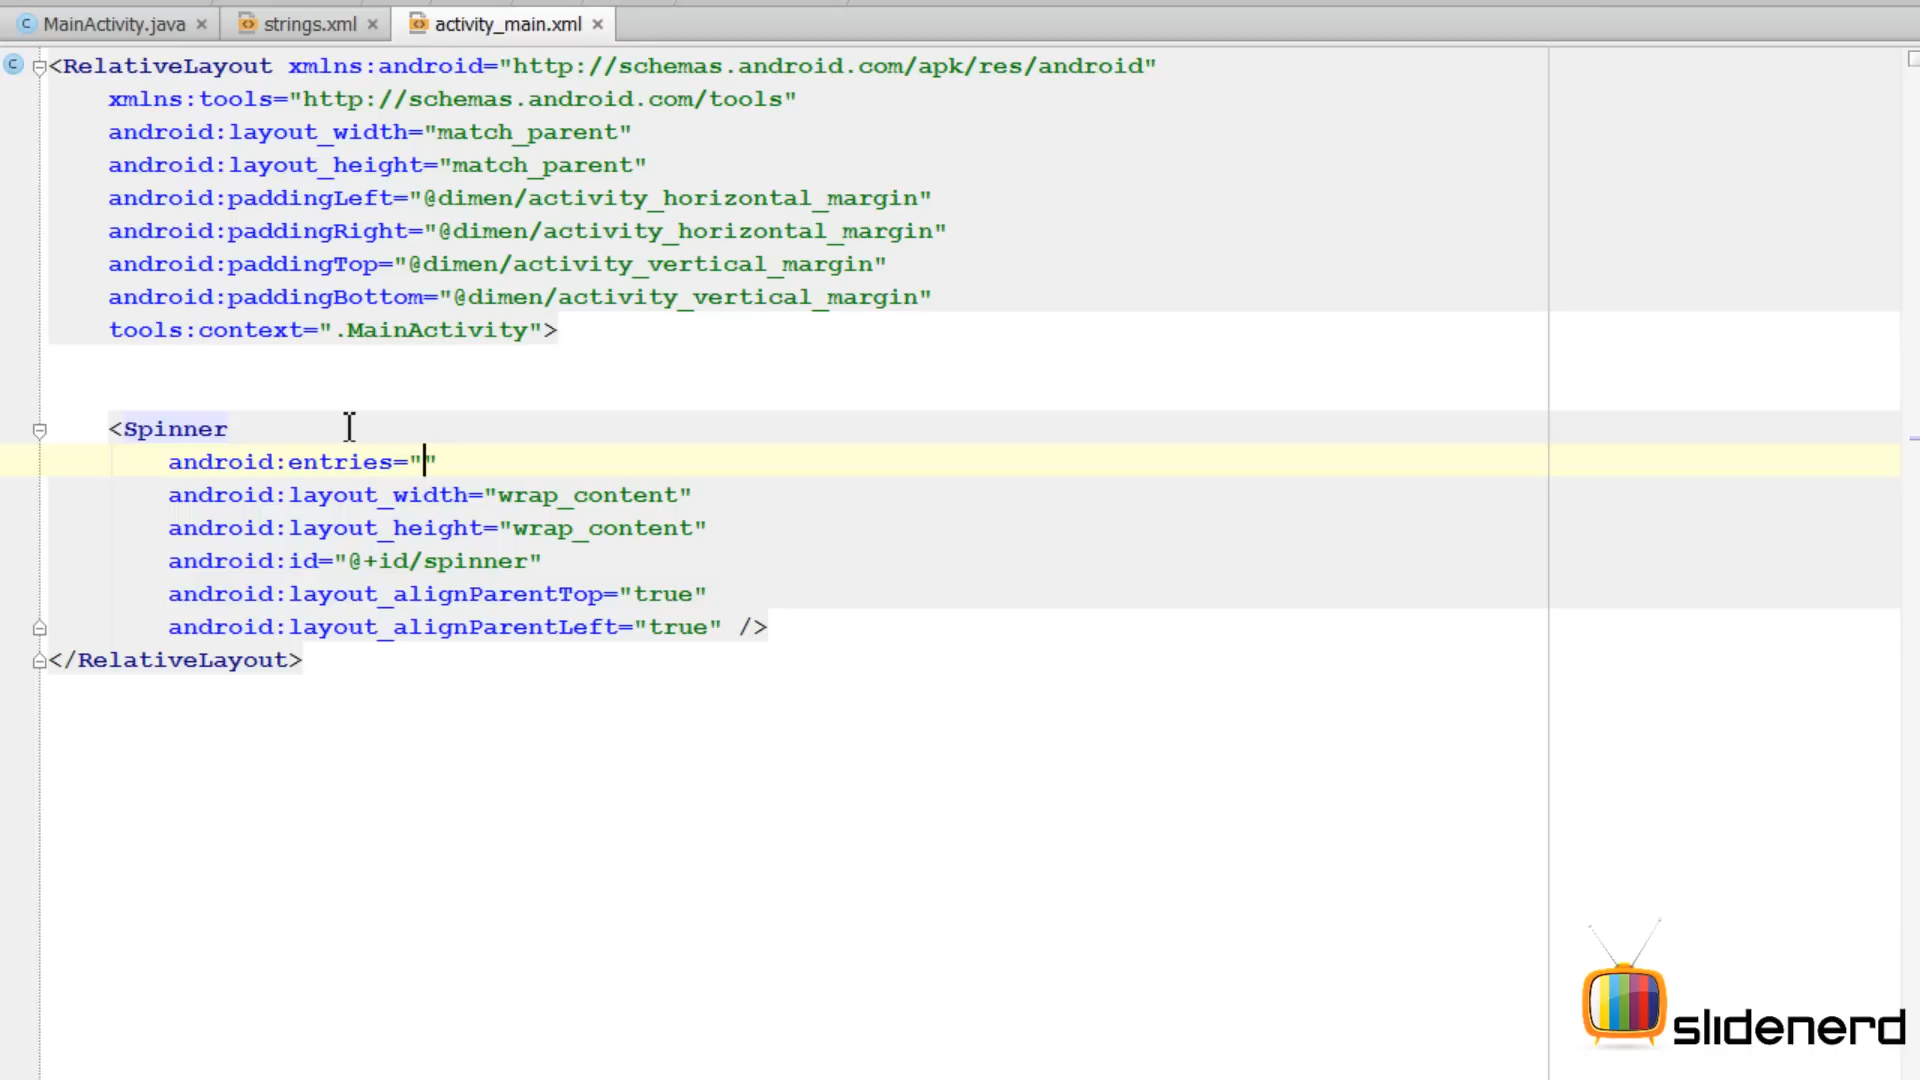 MainActivity.java
strings.xml
activity_main.xml
<RelativeLayout xmlns:android="http://schemas.android.com/apk/res/android"
xmlns:tools="http://schemas.android.com/tools"
android:layout_width="match_parent"
android:layout_height="match_parent"
android:paddingLeft="@dimen/activity_horizontal_margin"
android:paddingRight="@dimen/activity_horizontal_margin"
android:paddingTop="@dimen/activity_vertical_margin"
android:paddingBottom="@dimen/activity_vertical_margin"
tools:context=".MainActivity">
<Spinner
android:entries=""
android:layout_width="wrap_content"
android:layout_height="wrap_content"
android:id="@+id/spinner"
android:layout_alignParentTop="true"
android:layout_alignParentLeft="true" />
</RelativeLayout>
slidenerd